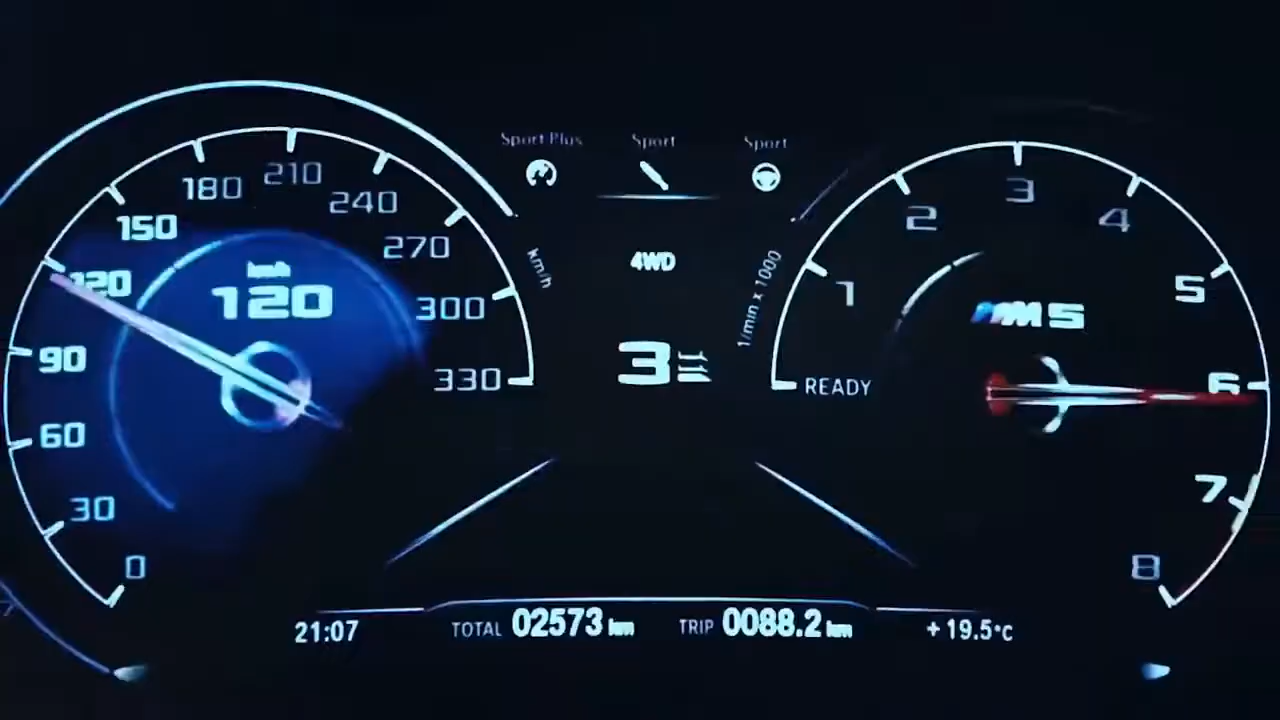 Sport Plus Sport Sport
0
30
60
90
120
150
180
210
240
270
300
330
km/h
km/h
120
4WD
3
1/min x 1000
READY
1
2
3
4
5
6
7
8
M5
21:07 TOTAL 02573 km TRIP 0088.2 km +19.5°C